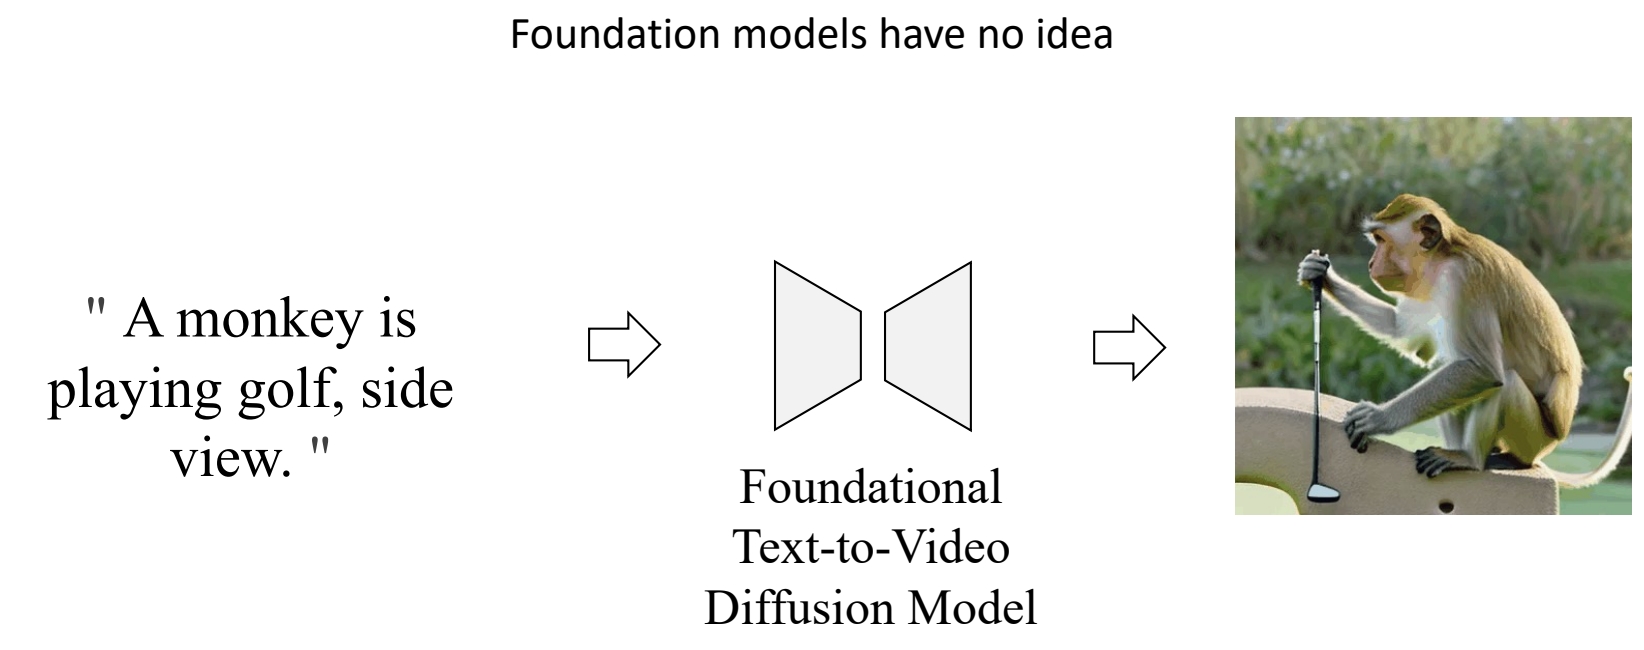 Foundation models have no idea
" A monkey is
playing golf, side
view. "
Foundational
Text-to-Video
Diffusion Model